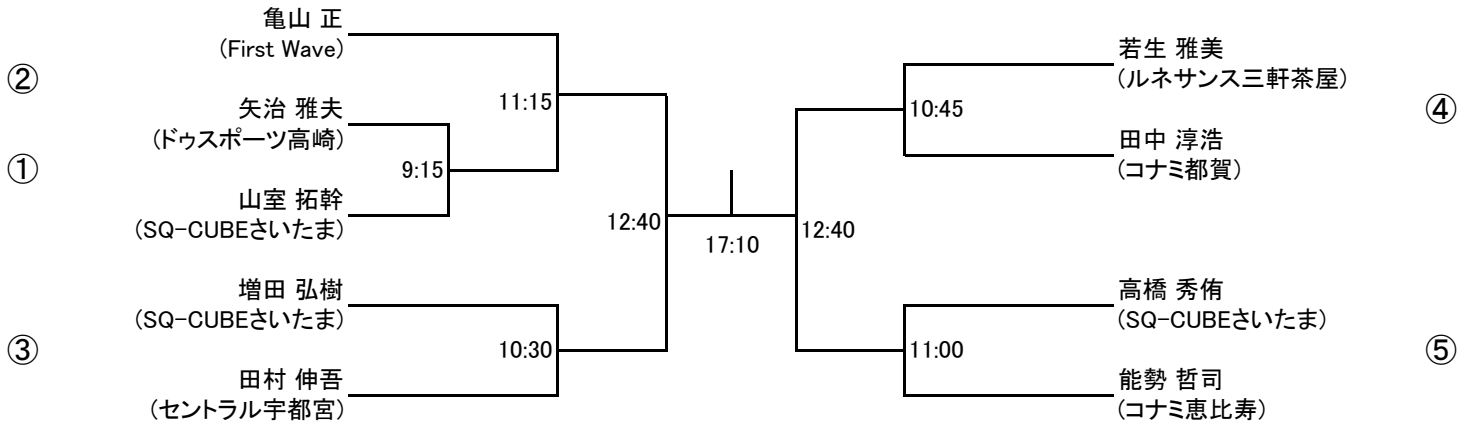 亀山 正
(First Wave)
②
矢治 雅夫
(ドゥスポーツ高崎)
11:15
①
9:15
山室 拓幹
(SQ-CUBEさいたま)
12:40
増田 弘樹
(SQ-CUBEさいたま)
③
10:30
田村 伸吾
(セントラル宇都宮)
17:10
若生 雅美
(ルネサンス三軒茶屋)
10:45
④
田中 淳浩
(コナミ都賀)
12:40
高橋 秀侑
(SQ-CUBEさいたま)
11:00
⑤
能勢 哲司
(コナミ恵比寿)